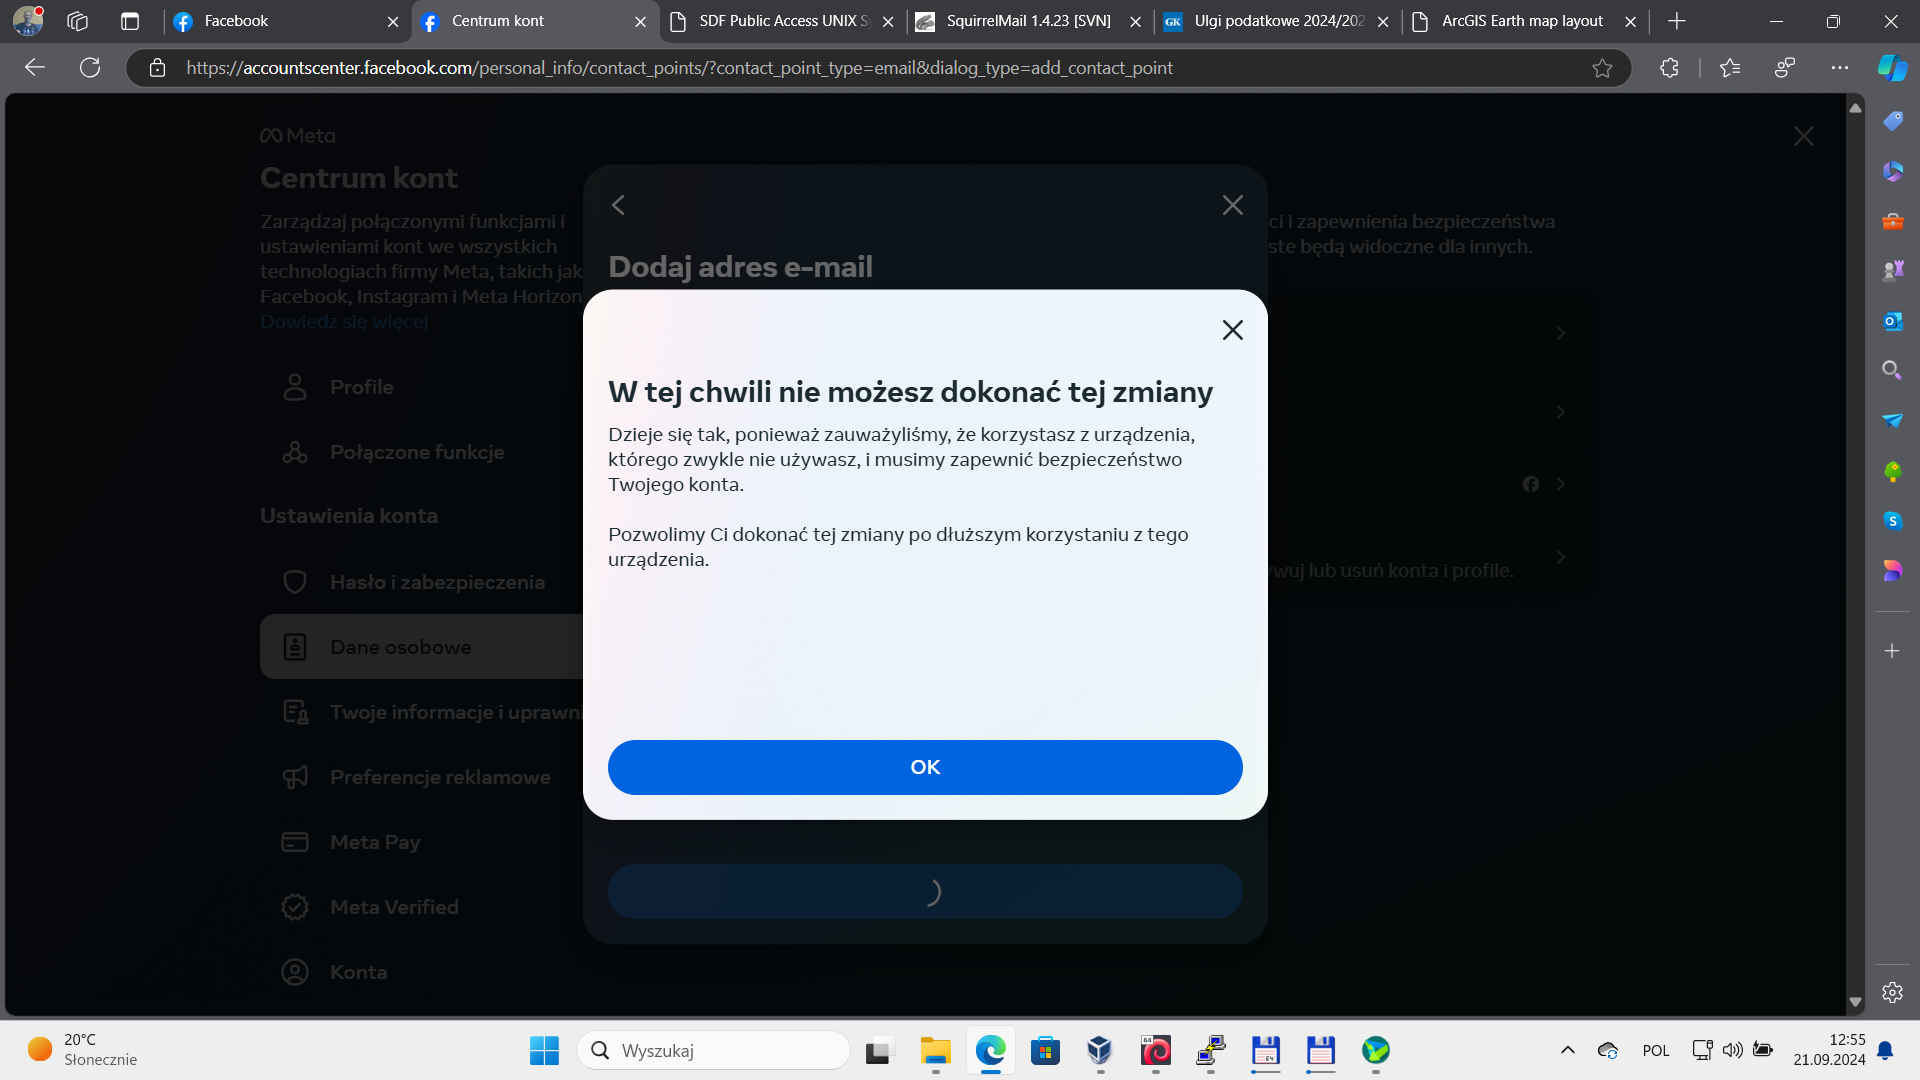 Facebook
Centrum kont
SDF Public Access UNIX S
SquirrelMail 1.4.23 [SVN]
GK
Ulgi podatkowe 2024/202
ArcGIS Earth map layout
https://accountscenter.facebook.com/personal_info/contact_points/?contact_point_type=email&dialog_type=add_contact_point
Meta
Centrum kont
Zarządzaj połączonymi funkcjami i
ustawieniami kont we wszystkich
technologiach firmy Meta, takich jak
Facebook, Instagram i Meta Horizon
Dowiedz się więcej
Profile
Połączone funkcje
Ustawienia konta
Hasło i zabezpieczenia
Dane osobowe
Twoje informacje i uprawni
Preferencje reklamowe
Meta Pay
Meta Verified
Konta
ci i zapewnienia bezpieczeństwa
ste będą widoczne dla innych.
wuj lub usuń konta i profile.
Dodaj adres e-mail
W tej chwili nie możesz dokonać tej zmiany
Dzieje się tak, ponieważ zauważyliśmy, że korzystasz z urządzenia,
którego zwykle nie używasz, i musimy zapewnić bezpieczeństwo
Twojego konta.
Pozwolimy Ci dokonać tej zmiany po dłuższym korzystaniu z tego
urządzenia.
OK
20°C
Słonecznie
Wyszukaj
64
64
POL
12:55
21.09.2024